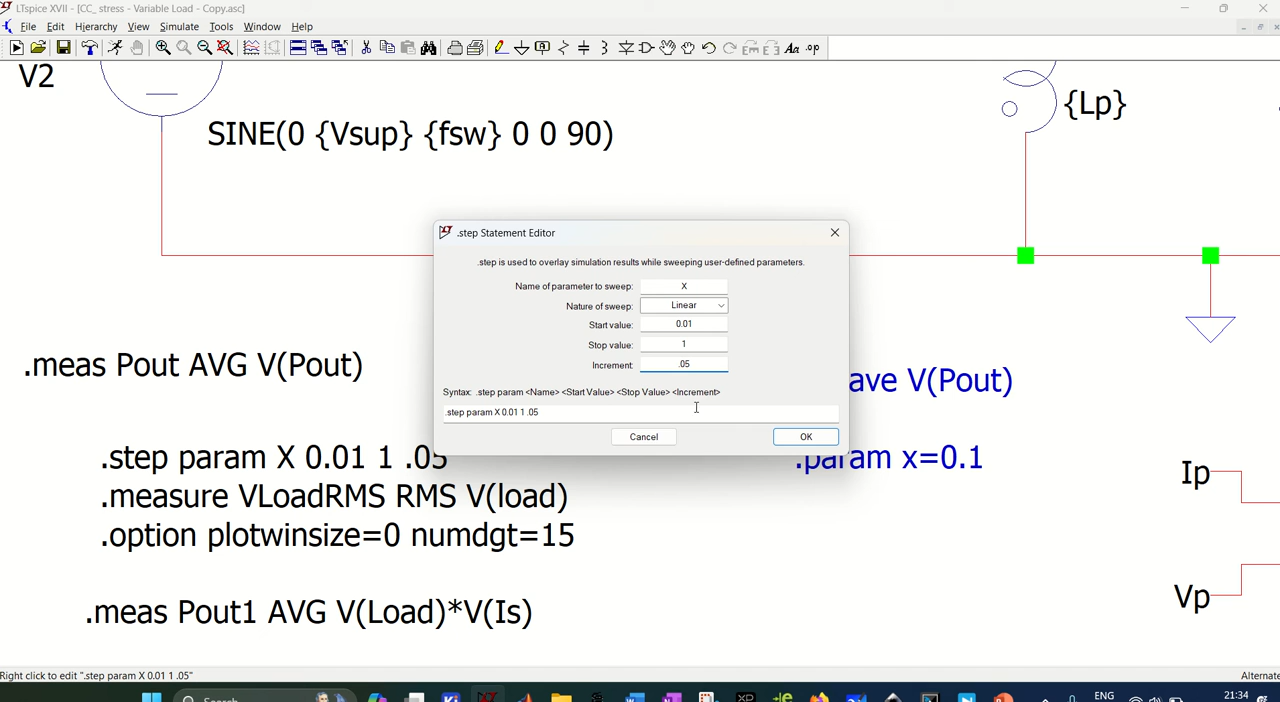 LTspice XVII - [CC_ stress - Variable Load - Copy.asc]
File Edit Hierarchy View Simulate Tools Window Help
V2
SINE(0 {Vsup} {fsw} 0 0 90)
{Lp}
.step Statement Editor
.step is used to overlay simulation results while sweeping user-defined parameters.
Name of parameter to sweep: X
Nature of sweep: Linear
Start value: 0.01
Stop value: 1
Increment: .05
Syntax: .step param <Name> <Start Value> <Stop Value> <Increment>
.step param X 0.01 1 .05
Cancel OK
.meas Pout AVG V(Pout)
ave V(Pout)
.step param X 0.01 1 .05
.param x=0.1
.measure VLoadRMS RMS V(load)
.option plotwinsize=0 numdgt=15
.meas Pout1 AVG V(Load)*V(Is)
Ip
Vp
Right click to edit ".step param X 0.01 1 .05"
Alternate
Search
ENG
21:34